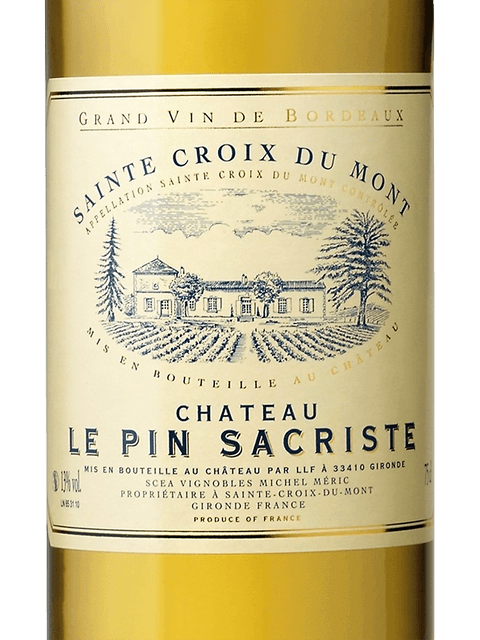 GRAND VIN DE BORDEAUX
SAINTE CROIX DU MONT
APPELLATION SAINTE CROIX DU MONT CONTRÔLÉE
MIS EN BOUTEILLE AU CHÂTEAU
CHATEAU
LE PIN SACRISTE
MIS EN BOUTEILLE AU CHÂTEAU PAR LLF À 33410 GIRONDE
13% vol.
SCEA VIGNOBLES MICHEL MÉRIC
PROPRIÉTAIRE À SAINTE-CROIX-DU-MONT
GIRONDE FRANCE
PRODUCE OF FRANCE